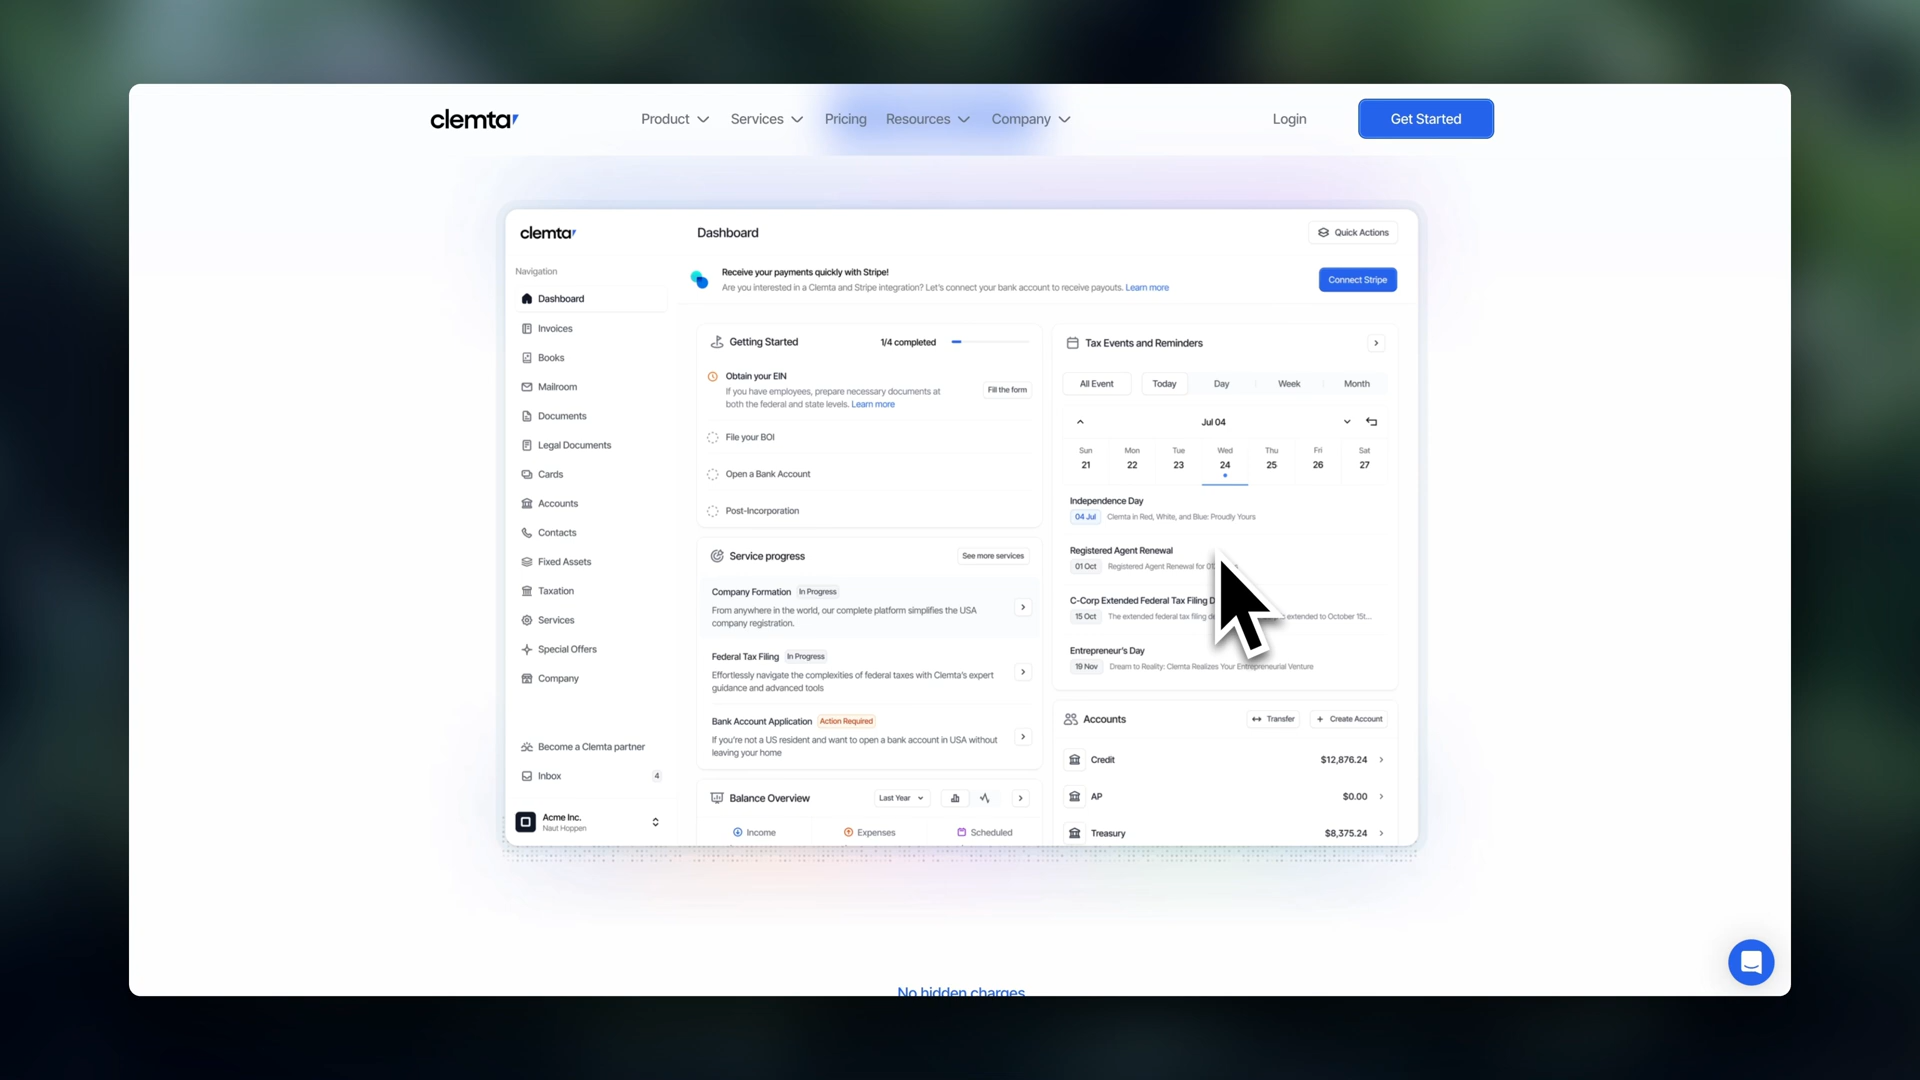 clemta
Product
Services
Pricing
Resources
Company
Login
Get Started
clemta
Navigation
Dashboard
Invoices
Books
Mailroom
Documents
Legal Documents
Cards
Accounts
Contacts
Fixed Assets
Taxation
Services
Special Offers
Company
Become a Clemta partner
Inbox
4
Acme Inc.
Naut Hoppen
Dashboard
Quick Actions
Receive your payments quickly with Stripe!
Are you interested in a Clemta and Stripe integration? Let's connect your bank account to receive payouts. Learn more
Connect Stripe
Getting Started
1/4 completed
Obtain your EIN
If you have employees, prepare necessary documents at
both the federal and state levels. Learn more
Fill the form
File your BOI
Open a Bank Account
Post-Incorporation
Service progress
See more services
Company Formation In Progress
From anywhere in the world, our complete platform simplifies the USA
company registration.
Federal Tax Filing In Progress
Effortlessly navigate the complexities of federal taxes with Clemta's expert
guidance and advanced tools
Bank Account Application Action Required
If you're not a US resident and want to open a bank account in USA without
leaving your home
Balance Overview
Last Year
Income
Expenses
Scheduled
Tax Events and Reminders
All Event
Today
Day
Week
Month
Jul 04
Sun Mon Tue Wed Thu Fri Sat
21 22 23 24 25 26 27
Independence Day
04 Jul Clemta in Red, White, and Blue: Proudly Yours
Registered Agent Renewal
01 Oct Registered Agent Renewal for
C-Corp Extended Federal Tax Filing
15 Oct The extended federal tax filing extended to October 15t...
Entrepreneur's Day
19 Nov Dream to Reality: Clemta Realizes Your Entrepreneurial Venture
Accounts
Transfer
+ Create Account
Credit $12,876.24
AP $0.00
Treasury $8,375.24
No hidden charges